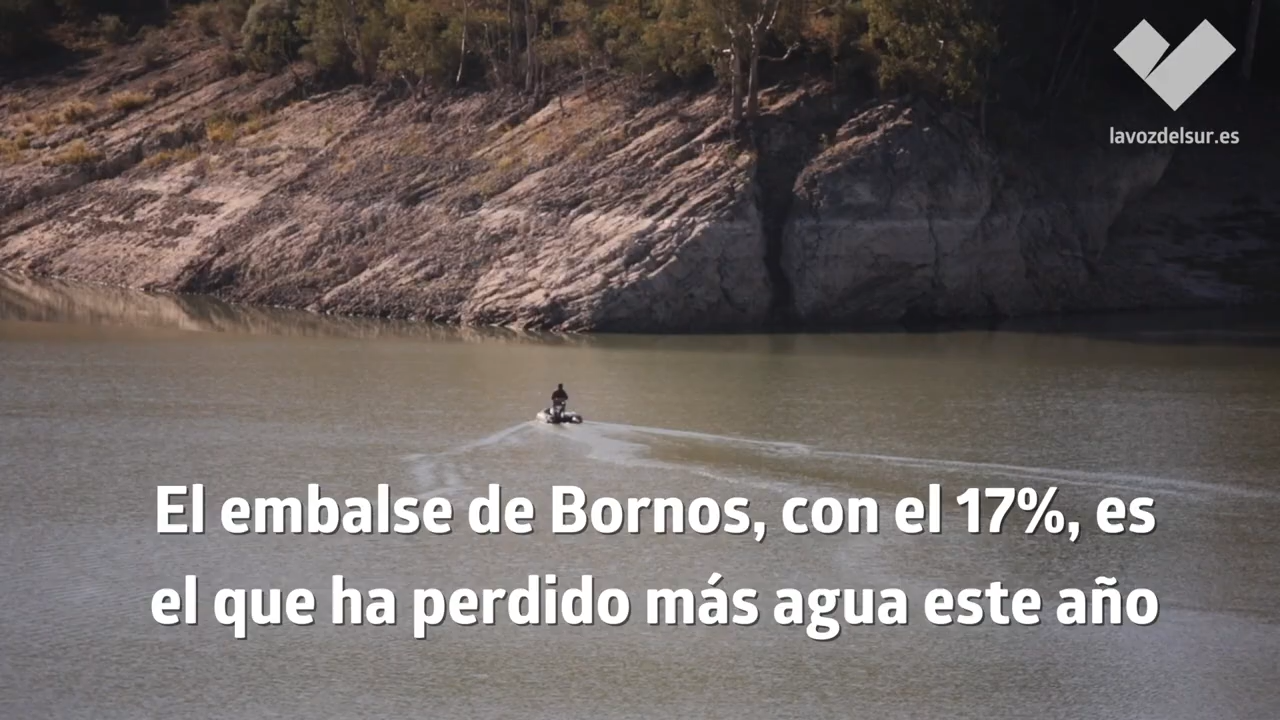 lavozdelsur.es
El embalse de Bornos, con el 17%, es
el que ha perdido más agua este año